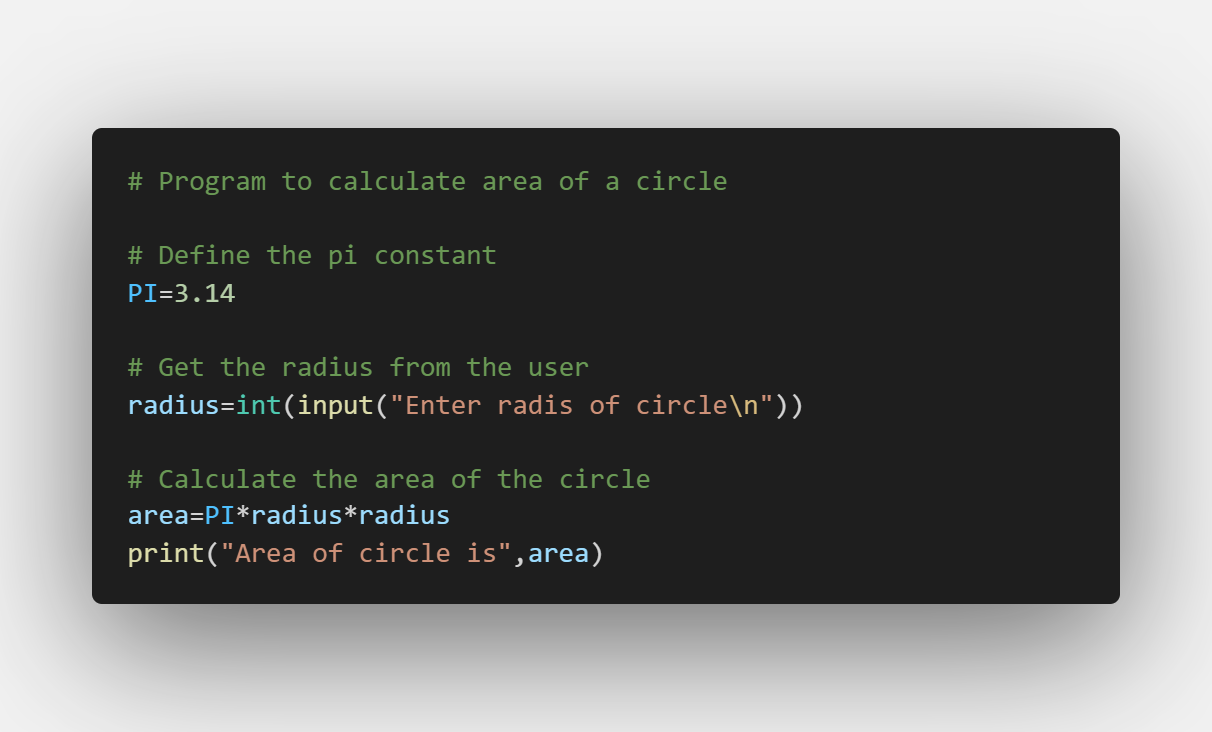 # Program to calculate area of a circle
# Define the pi constant
PI=3.14
# Get the radius from the user
radius=int(input("Enter radis of circle\n"))
# Calculate the area of the circle
area=PI*radius*radius
print("Area of circle is",area)